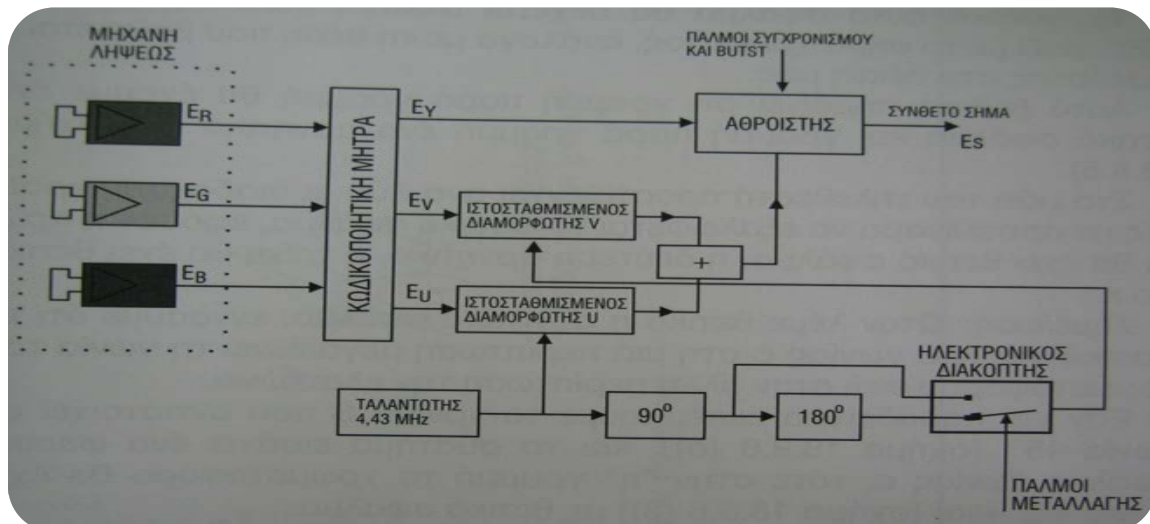 ΜΗΧΑΝΗ
ΛΗΨΕΩΣ
ΠΑΛΜΟΙ ΣΥΓΧΡΟΝΙΣΜΟΥ
ΚΑΙ BUTST
ER
EY
ΑΘΡΟΙΣΤΗΣ
ΣΥΝΘΕΤΟ ΣΗΜΑ
Es
EG
ΚΩΔΙΚΟΠΟΙΗΤΙΚΗ ΜΗΤΡΑ
EV
ΙΣΤΟΣΤΑΘΜΙΣΜΕΝΟΣ
ΔΙΑΜΟΡΦΩΤΗΣ V
+
EB
EU
ΙΣΤΟΣΤΑΘΜΙΣΜΕΝΟΣ
ΔΙΑΜΟΡΦΩΤΗΣ U
ΗΛΕΚΤΡΟΝΙΚΟΣ
ΔΙΑΚΟΠΤΗΣ
ΤΑΛΑΝΤΩΤΗΣ
4,43 MHz
90°
180°
ΠΑΛΜΟΙ
ΜΕΤΑΛΛΑΓΗΣ